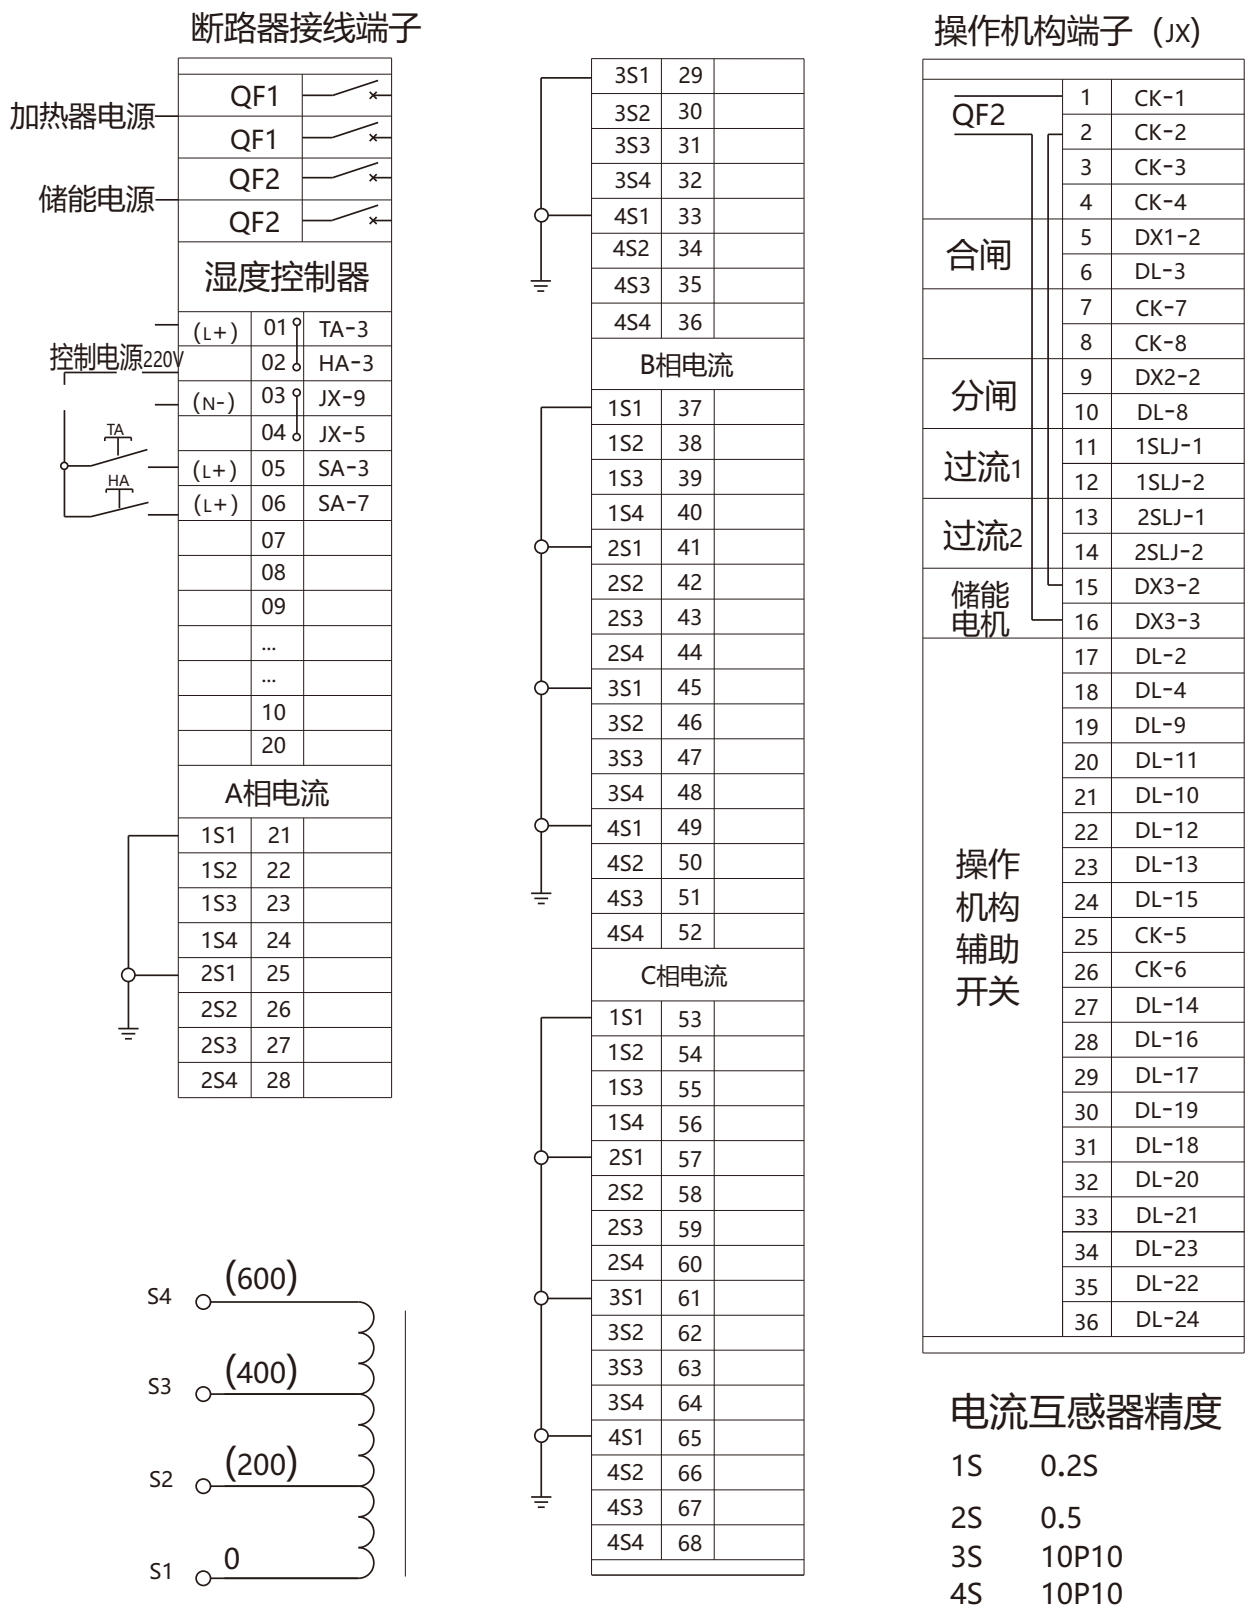 断路器接线端子
加热器电源
QF1
QF1
储能电源
QF2
QF2
湿度控制器
控制电源220V
(L+) 01 TA-3
02 HA-3
(N-) 03 JX-9
04 JX-5
TA
(L+) 05 SA-3
HA
(L+) 06 SA-7
07
08
09
...
...
10
20
A相电流
1S1 21
1S2 22
1S3 23
1S4 24
2S1 25
2S2 26
2S3 27
2S4 28
S4 (600)
S3 (400)
S2 (200)
S1 0
3S1 29
3S2 30
3S3 31
3S4 32
4S1 33
4S2 34
4S3 35
4S4 36
B相电流
1S1 37
1S2 38
1S3 39
1S4 40
2S1 41
2S2 42
2S3 43
2S4 44
3S1 45
3S2 46
3S3 47
3S4 48
4S1 49
4S2 50
4S3 51
4S4 52
C相电流
1S1 53
1S2 54
1S3 55
1S4 56
2S1 57
2S2 58
2S3 59
2S4 60
3S1 61
3S2 62
3S3 63
3S4 64
4S1 65
4S2 66
4S3 67
4S4 68
操作机构端子 (JX)
QF2
1 CK-1
2 CK-2
3 CK-3
4 CK-4
合闸
5 DX1-2
6 DL-3
7 CK-7
8 CK-8
分闸
9 DX2-2
10 DL-8
过流1
11 1SLJ-1
12 1SLJ-2
过流2
13 2SLJ-1
14 2SLJ-2
储能
电机
15 DX3-2
16 DX3-3
操作
机构
辅助
开关
17 DL-2
18 DL-4
19 DL-9
20 DL-11
21 DL-10
22 DL-12
23 DL-13
24 DL-15
25 CK-5
26 CK-6
27 DL-14
28 DL-16
29 DL-17
30 DL-19
31 DL-18
32 DL-20
33 DL-21
34 DL-23
35 DL-22
36 DL-24
电流互感器精度
1S 0.2S
2S 0.5
3S 10P10
4S 10P10